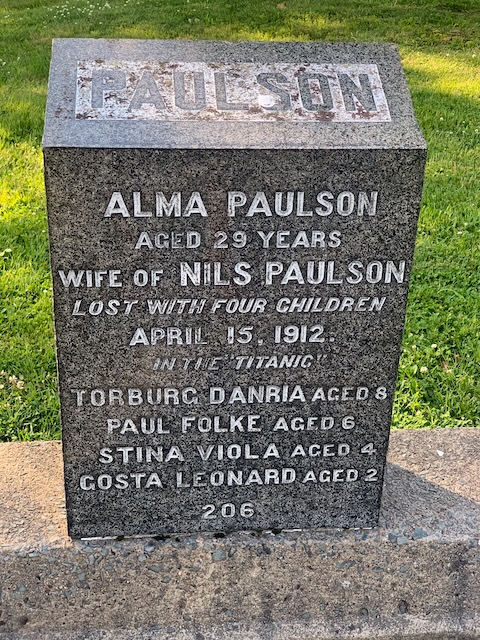 PAULSON
ALMA PAULSON
AGED 29 YEARS
WIFE OF NILS PAULSON
LOST WITH FOUR CHILDREN
APRIL 15, 1912.
IN THE "TITANIC"
TORBURG DANRIA AGED 8
PAUL FOLKE AGED 6
STINA VIOLA AGED 4
GOSTA LEONARD AGED 2
206